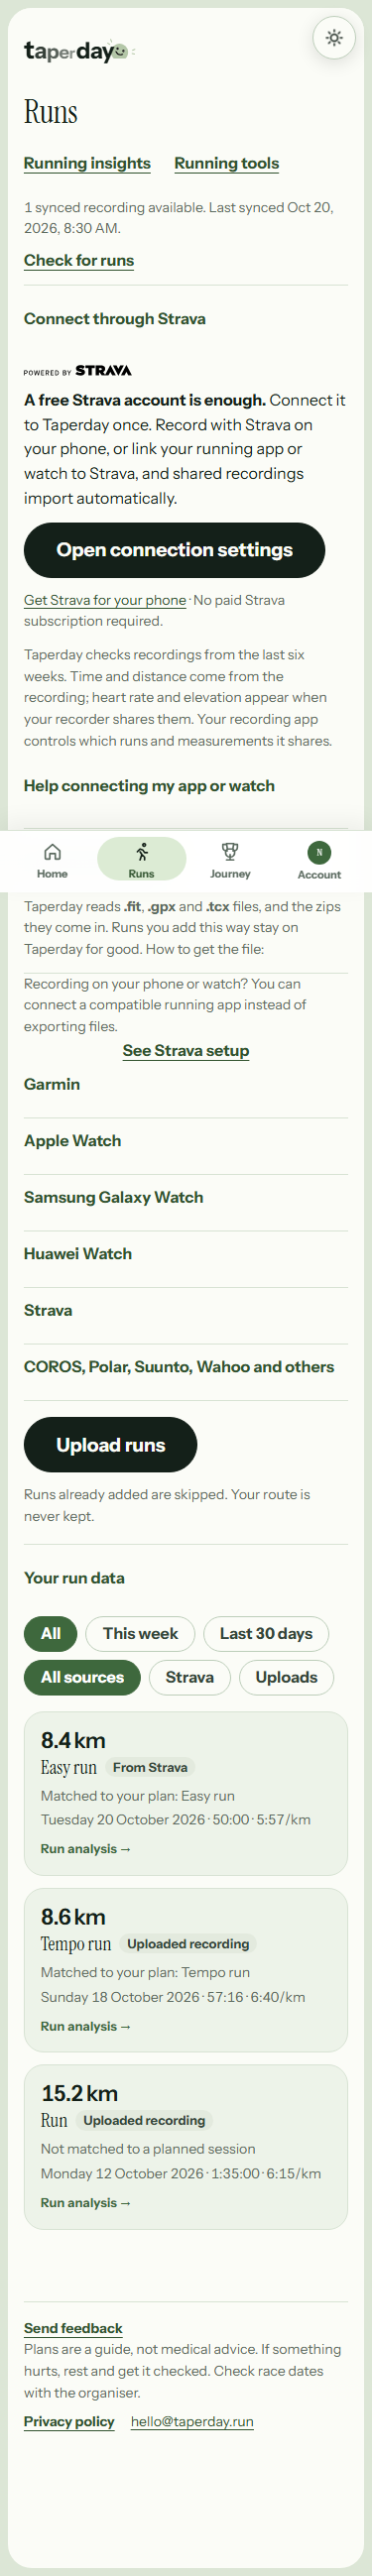 taperday
Runs
Running insights
Running tools
1 synced recording available. Last synced Oct 20,
2026, 8:30 AM.
Check for runs
Connect through Strava
POWERED BY STRAVA
A free Strava account is enough. Connect it
to Taperday once. Record with Strava on
your phone, or link your running app or
watch to Strava, and shared recordings
import automatically.
Open connection settings
Get Strava for your phone · No paid Strava
subscription required.
Taperday checks recordings from the last six
weeks. Time and distance come from the
recording; heart rate and elevation appear when
your recorder shares them. Your recording app
controls which runs and measurements it shares.
Help connecting my app or watch
Home
Runs
Journey
N
Account
Taperday reads .fit, .gpx and .tcx files, and the zips
they come in. Runs you add this way stay on
Taperday for good. How to get the file:
Recording on your phone or watch? You can
connect a compatible running app instead of
exporting files.
See Strava setup
Garmin
Apple Watch
Samsung Galaxy Watch
Huawei Watch
Strava
COROS, Polar, Suunto, Wahoo and others
Upload runs
Runs already added are skipped. Your route is
never kept.
Your run data
All
This week
Last 30 days
All sources
Strava
Uploads
8.4 km
Easy run From Strava
Matched to your plan: Easy run
Tuesday 20 October 2026 · 50:00 · 5:57/km
Run analysis →
8.6 km
Tempo run Uploaded recording
Matched to your plan: Tempo run
Sunday 18 October 2026 · 57:16 · 6:40/km
Run analysis →
15.2 km
Run Uploaded recording
Not matched to a planned session
Monday 12 October 2026 · 1:35:00 · 6:15/km
Run analysis →
Send feedback
Plans are a guide, not medical advice. If something
hurts, rest and get it checked. Check race dates
with the organiser.
Privacy policy
hello@taperday.run